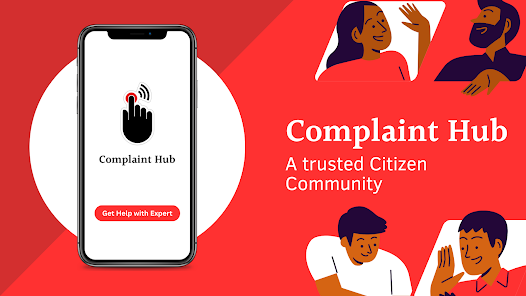 Complaint Hub
Get Help with Expert
Complaint Hub
A trusted Citizen
Community